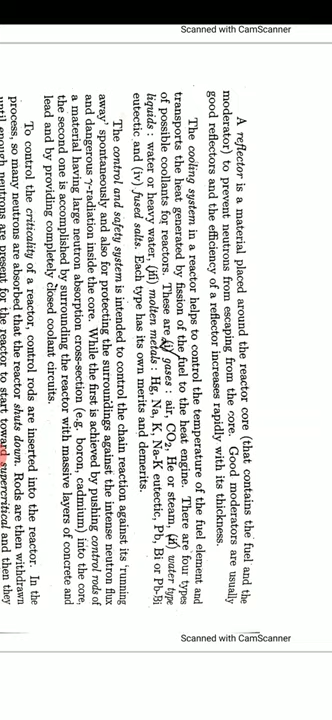 Scanned with CamScanner
A reflector is a material placed around the reactor core (that contains the fuel and the
moderator) to prevent neutrons from escaping from the core. Good moderators are usually
good reflectors and the efficiency of a reflector increases rapidly with its thickness.
The cooling system in a reactor helps to control the temperature of the fuel element and
transports the heat generated by fission of the fuel to the heat engine. There are four types
of possible coollants for reactors. These are (i) gases : air, CO2, He or steam, (ii) water type
liquids : water or heavy water, (iii) molten metals : Hg, Na, K, Na-K eutectic, Pb, Bi or Pb-Bi
eutectic and (iv) fused salts. Each type has its own merits and demerits.
The control and safety system is intended to control the chain reaction against its 'running
away' spontaneously and also for protecting the surroundings against the intense neutron flux
and dangerous γ-radiation inside the core. While the first is achieved by pushing control rods of
a material having large neutron absorption cross-section (e.g. boron, cadmium) into the core,
the second one is accomplished by surrounding the reactor with massive layers of concrete and
lead and by providing completely closed coolant circuits.
To control the criticality of a reactor, control rods are inserted into the reactor. In the
process, so many neutrons are absorbed that the reactor shuts down. Rods are then withdrawn
until enough neutrons are present for the reactor to start toward supercritical and then they
Scanned with CamScanner